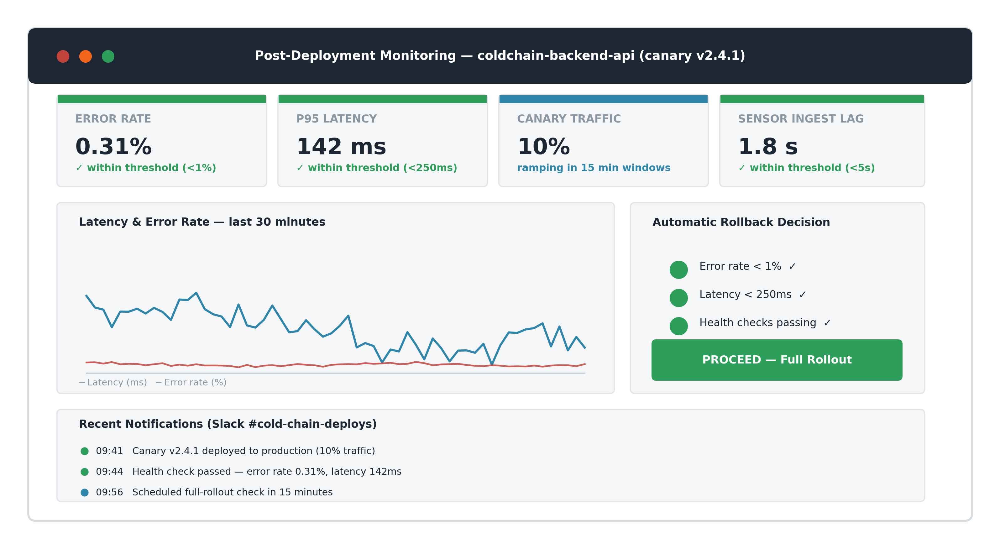 Post-Deployment Monitoring — coldchain-backend-api (canary v2.4.1)
ERROR RATE
0.31%
✓ within threshold (<1%)
P95 LATENCY
142 ms
✓ within threshold (<250ms)
CANARY TRAFFIC
10%
ramping in 15 min windows
SENSOR INGEST LAG
1.8 s
✓ within threshold (<5s)
Latency & Error Rate — last 30 minutes
— Latency (ms) — Error rate (%)
Automatic Rollback Decision
Error rate < 1% ✓
Latency < 250ms ✓
Health checks passing ✓
PROCEED — Full Rollout
Recent Notifications (Slack #cold-chain-deploys)
09:41 Canary v2.4.1 deployed to production (10% traffic)
09:44 Health check passed — error rate 0.31%, latency 142ms
09:56 Scheduled full-rollout check in 15 minutes